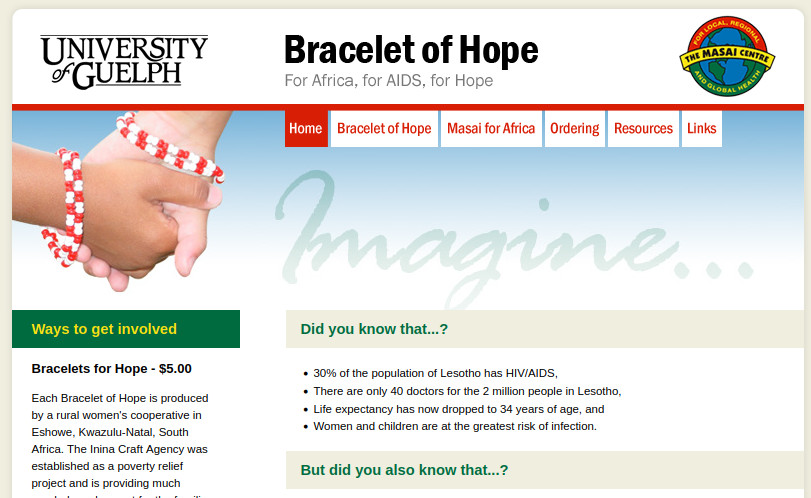 UNIVERSITY
of GUELPH
Bracelet of Hope
For Africa, for AIDS, for Hope
FOR LOCAL, REGIONAL
THE MASAI CENTRE
AND GLOBAL HEALTH
Home Bracelet of Hope Masai for Africa Ordering Resources Links
Imagine...
Ways to get involved
Bracelets for Hope - $5.00
Each Bracelet of Hope is produced
by a rural women's cooperative in
Eshowe, Kwazulu-Natal, South
Africa. The Inina Craft Agency was
established as a poverty relief
project and is providing much
Did you know that...?
• 30% of the population of Lesotho has HIV/AIDS,
• There are only 40 doctors for the 2 million people in Lesotho,
• Life expectancy has now dropped to 34 years of age, and
• Women and children are at the greatest risk of infection.
But did you also know that...?